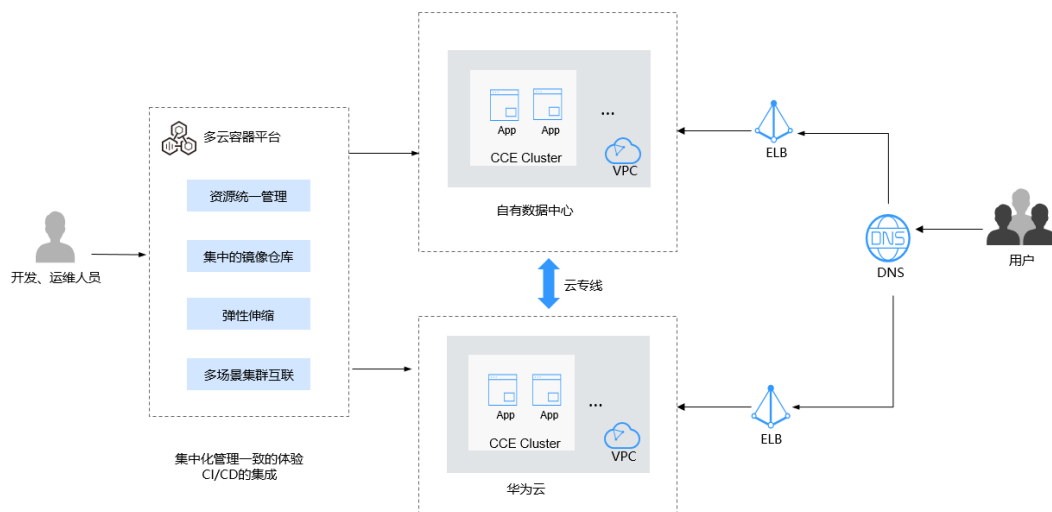 多云容器平台
资源统一管理
集中的镜像仓库
弹性伸缩
多场景集群互联
开发、运维人员
集中化管理一致的体验
CI/CD的集成
App
App
...
CCE Cluster
VPC
自有数据中心
云专线
App
App
...
CCE Cluster
VPC
华为云
ELB
DNS
DNS
用户
ELB